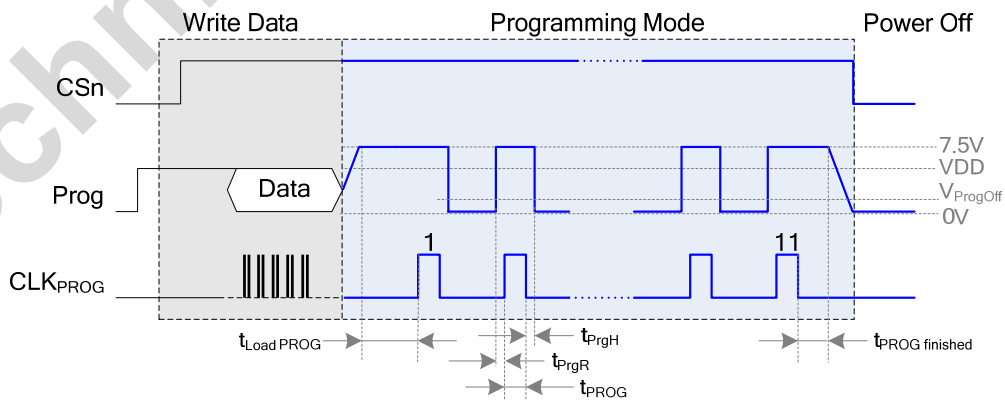 Write Data Programming Mode Power Off
CSn
7.5V
VDD
Prog Data
VProgOff
0V
1 11
CLKPROG
tLoad PROG tPrgH tPROG finished
tPrgR
tPROG